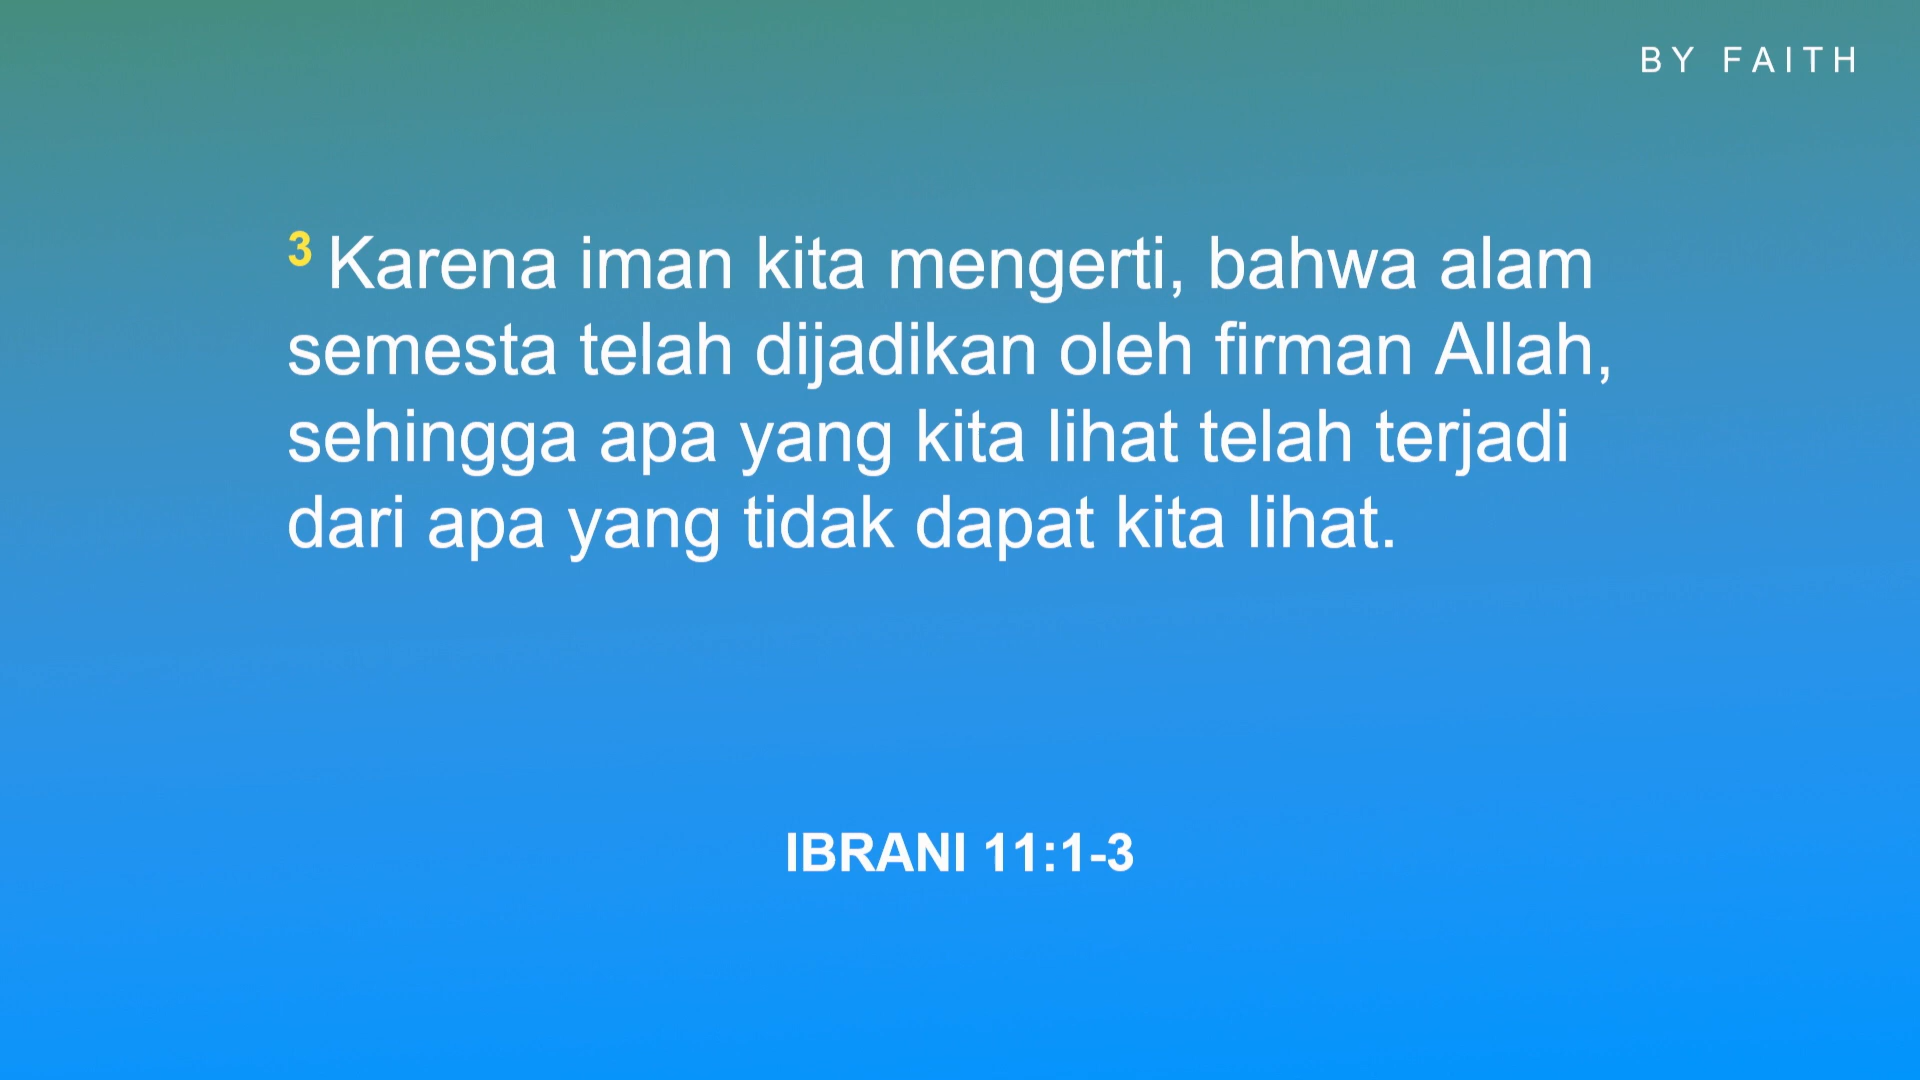 BY FAITH
3 Karena iman kita mengerti, bahwa alam
semesta telah dijadikan oleh firman Allah,
sehingga apa yang kita lihat telah terjadi
dari apa yang tidak dapat kita lihat.
IBRANI 11:1-3